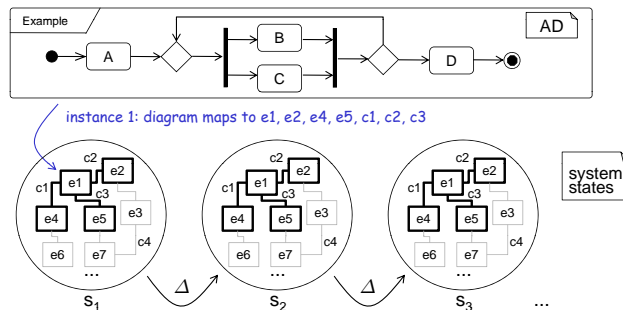 Example
AD
B
A
D
C
instance 1: diagram maps to e1, e2, e4, e5, c1, c2, c3
c2 e2
c1 e1
c3
e4 e5 e3
c4
e6 e7
...
c2 e2
e1
c3
e4 e5 e3
e6 e7
...
c2 e2
c1 e1
c3
e4 e5 e3
c4
e6 e7
...
system
states
Δ
Δ
s1
s2
s3
...